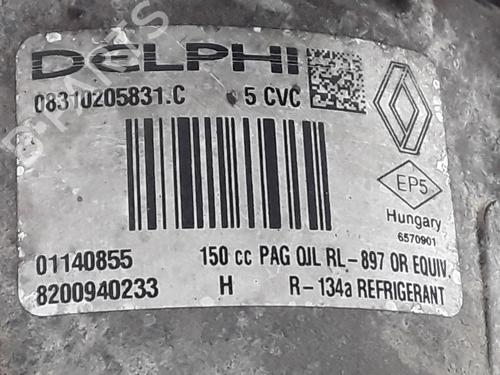 DELPHI
08310205831.C 5 CVC
EP5
Hungary
6570901
01140855 150 cc PAG OIL RL-897 OR EQUIV.
8200940233 H R-134a REFRIGERANT